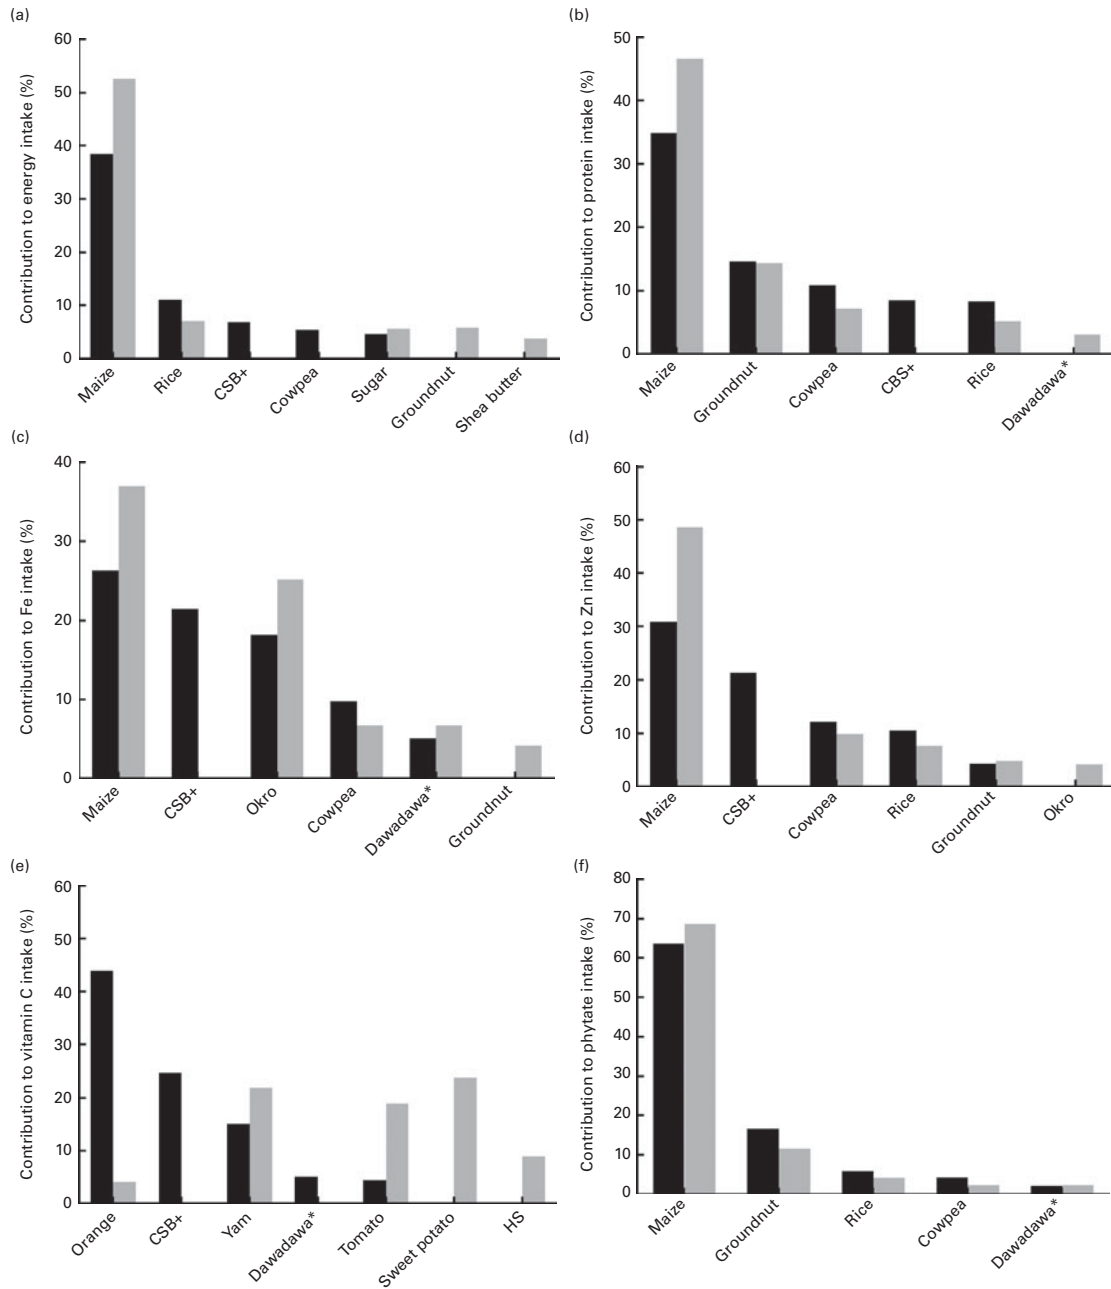 (a)
Contribution to energy intake (%)
60
50
40
30
20
10
0
Maize
Rice
CSB+
Cowpea
Sugar
Groundnut
Shea butter
(b)
Contribution to protein intake (%)
50
40
30
20
10
0
Maize
Groundnut
Cowpea
CBS+
Rice
Dawadawa*
(c)
Contribution to Fe intake (%)
40
30
20
10
0
Maize
CSB+
Okro
Cowpea
Dawadawa*
Groundnut
(d)
Contribution to Zn intake (%)
60
50
40
30
20
10
0
Maize
CSB+
Cowpea
Rice
Groundnut
Okro
(e)
Contribution to vitamin C intake (%)
60
50
40
30
20
10
0
Orange
CSB+
Yam
Dawadawa*
Tomato
Sweet potato
HS
(f)
Contribution to phytate intake (%)
80
70
60
50
40
30
20
10
0
Maize
Groundnut
Rice
Cowpea
Dawadawa*